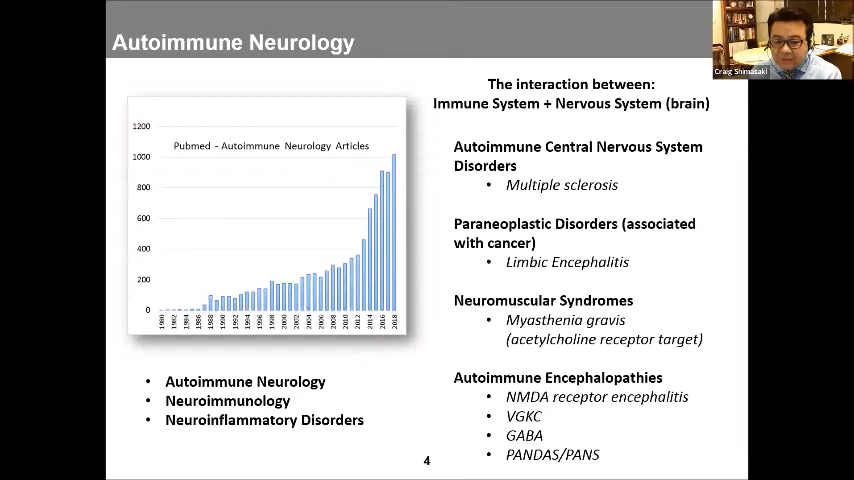 Autoimmune Neurology
Craig Shimasaki
The interaction between:
Immune System + Nervous System (brain)
Pubmed - Autoimmune Neurology Articles
1200
1000
800
600
400
200
0
1980
1982
1984
1986
1988
1990
1992
1994
1996
1998
2000
2002
2004
2006
2008
2010
2012
2014
2016
2018
• Autoimmune Neurology
• Neuroimmunology
• Neuroinflammatory Disorders
Autoimmune Central Nervous System
Disorders
• Multiple sclerosis
Paraneoplastic Disorders (associated
with cancer)
• Limbic Encephalitis
Neuromuscular Syndromes
• Myasthenia gravis
(acetylcholine receptor target)
Autoimmune Encephalopathies
• NMDA receptor encephalitis
• VGKC
• GABA
• PANDAS/PANS
4